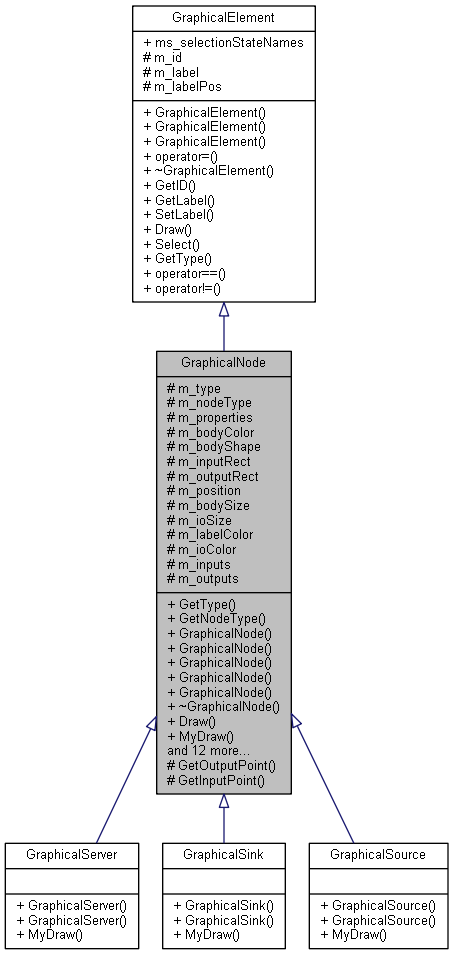 GraphicalElement
+ ms_selectionStateNames
# m_id
# m_label
# m_labelPos
+ GraphicalElement()
+ GraphicalElement()
+ GraphicalElement()
+ operator=()
+ ~GraphicalElement()
+ GetID()
+ GetLabel()
+ SetLabel()
+ Draw()
+ Select()
+ GetType()
+ operator==()
+ operator!=()
GraphicalNode
# m_type
# m_nodeType
# m_properties
# m_bodyColor
# m_bodyShape
# m_inputRect
# m_outputRect
# m_position
# m_bodySize
# m_ioSize
# m_labelColor
# m_ioColor
# m_inputs
# m_outputs
+ GetType()
+ GetNodeType()
+ GraphicalNode()
+ GraphicalNode()
+ GraphicalNode()
+ GraphicalNode()
+ GraphicalNode()
+ ~GraphicalNode()
+ Draw()
+ MyDraw()
and 12 more...
# GetOutputPoint()
# GetInputPoint()
GraphicalServer
+ GraphicalServer()
+ GraphicalServer()
+ MyDraw()
GraphicalSink
+ GraphicalSink()
+ GraphicalSink()
+ MyDraw()
GraphicalSource
+ GraphicalSource()
+ GraphicalSource()
+ MyDraw()